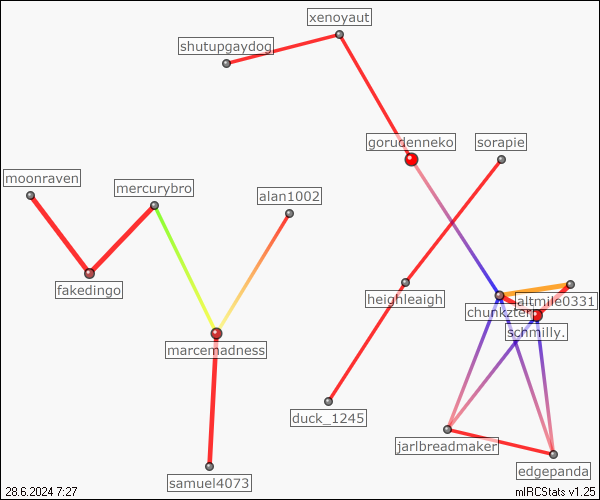 xenoyaut
shutupgaydog
gorudenneko
sorapie
moonraven
mercurybro
alan1002
fakedingo
heighleaigh
altmile0331
chunkzter
schmilly.
marcemadness
duck_1245
jarlbreadmaker
edgepanda
samuel4073
28.6.2024 7:27
mIRCStats v1.25